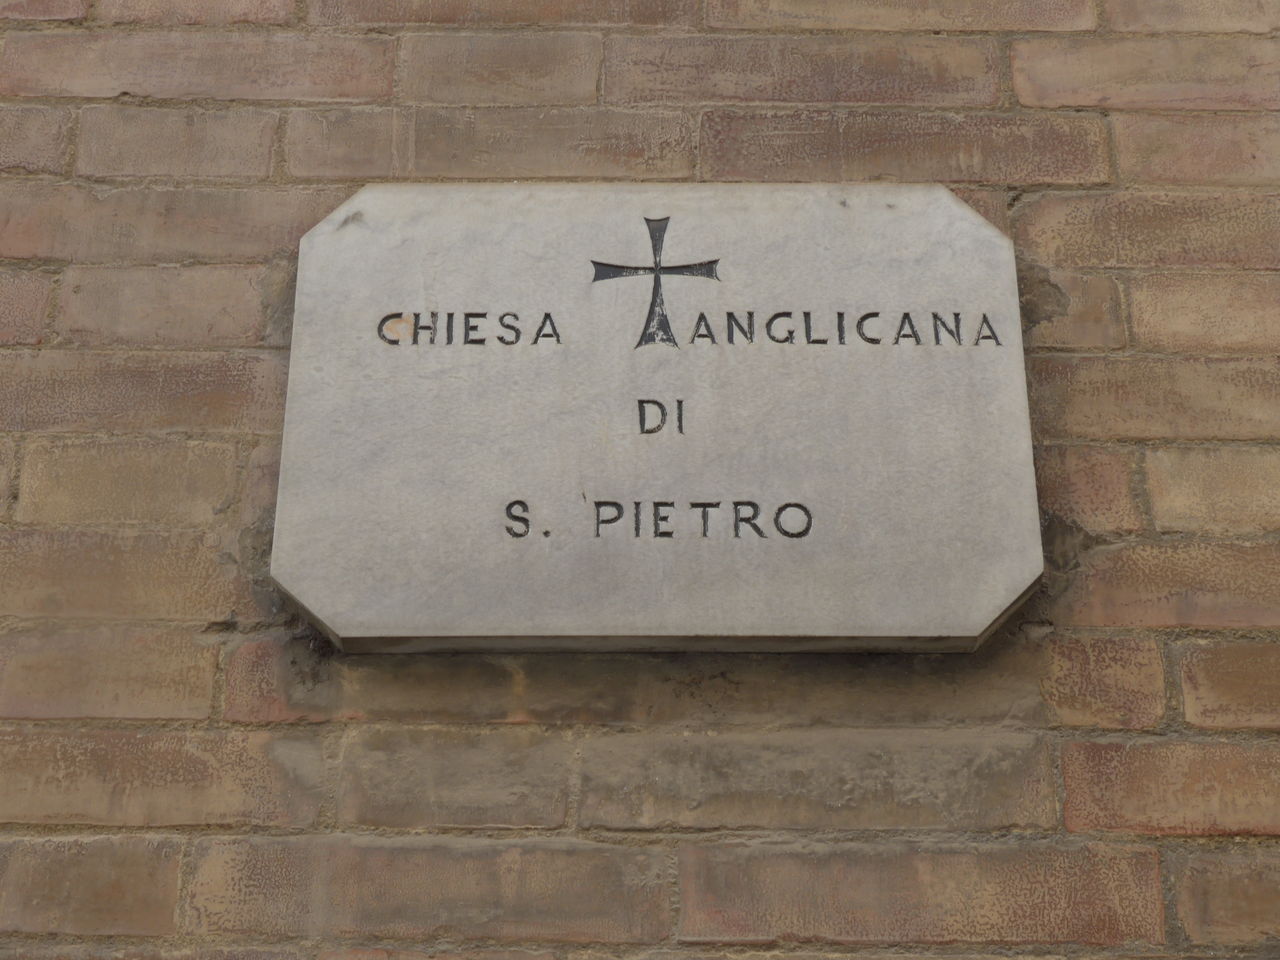 CHIESA ANGLICANA
DI
S. PIETRO